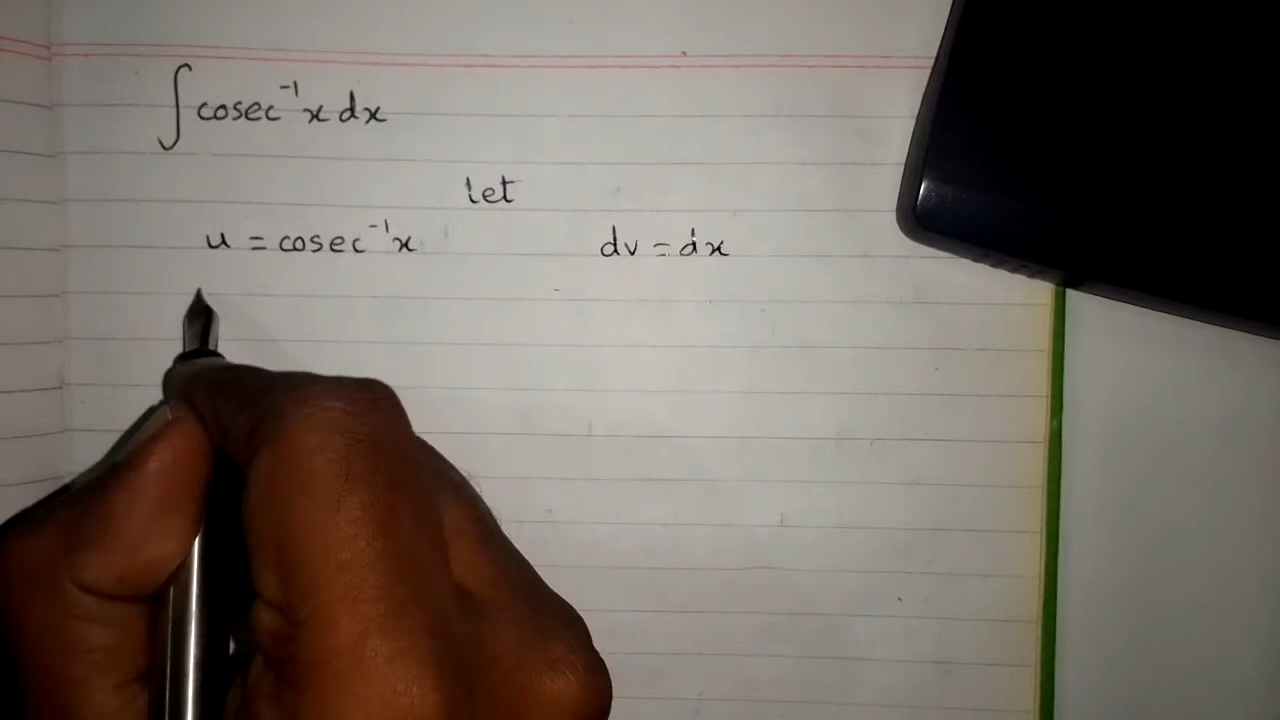 ∫cosec⁻¹x dx
let
u = cosec⁻¹x dv = dx